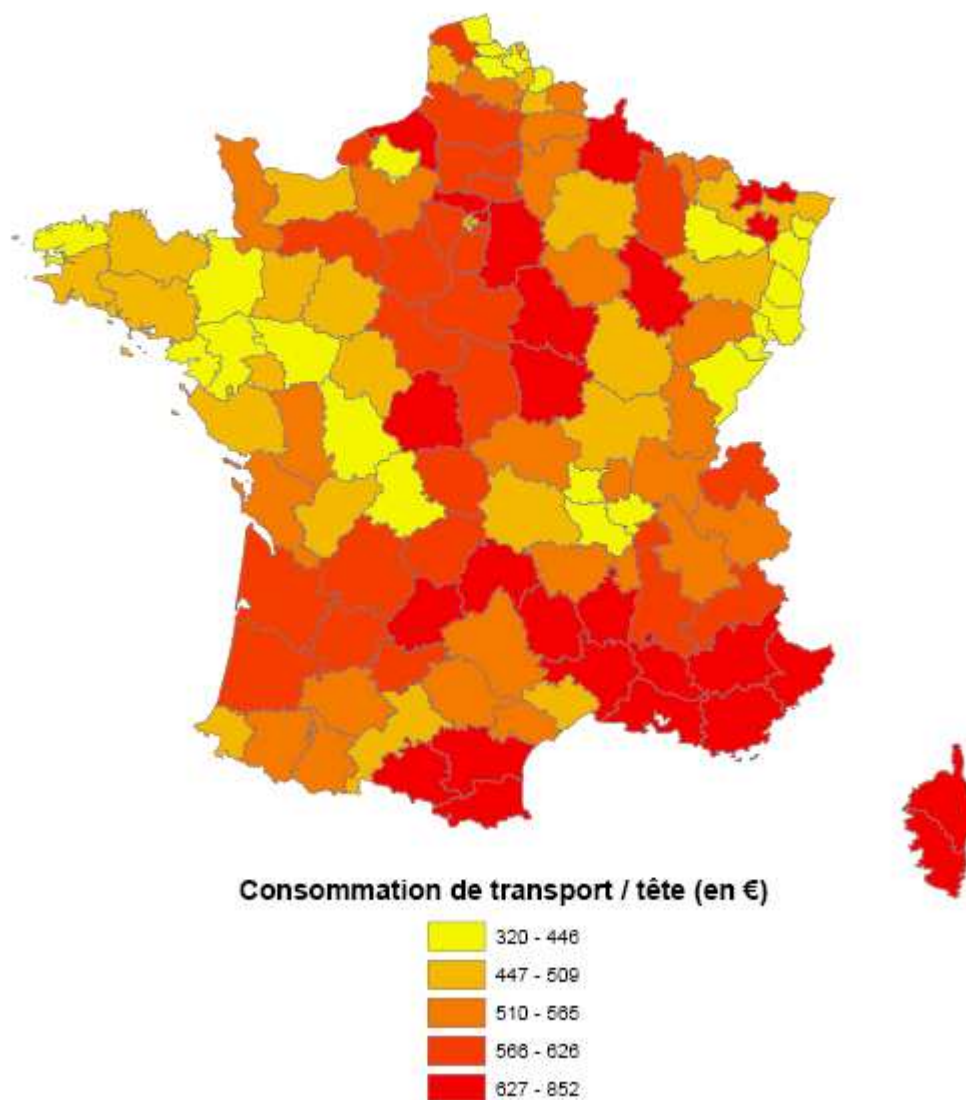 Consommation de transport / tête (en €)
320 - 446
447 - 509
510 - 565
566 - 626
627 - 852